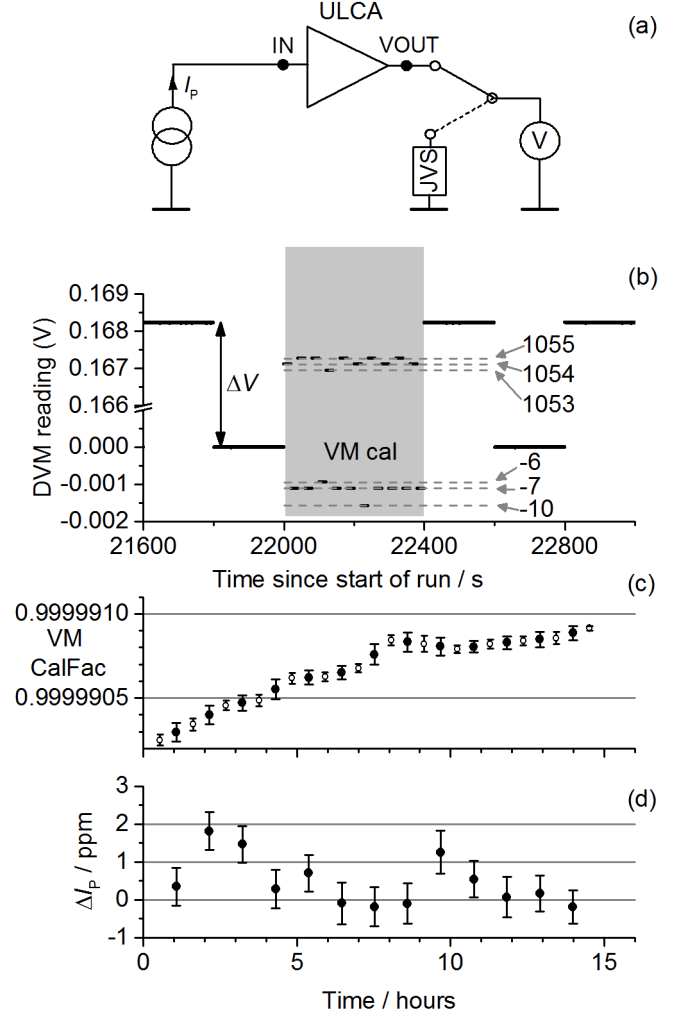 ULCA
(a)
IN
VOUT
IP
JVS
V
(b)
DVM reading (V)
0.169
0.168
0.167
0.166
0.000
-0.001
-0.002
ΔV
VM cal
1055
1054
1053
-6
-7
-10
21600
22000
22400
22800
Time since start of run / s
(c)
0.9999910
VM
CalFac
0.9999905
(d)
ΔIP / ppm
3
2
1
0
-1
0
5
10
15
Time / hours